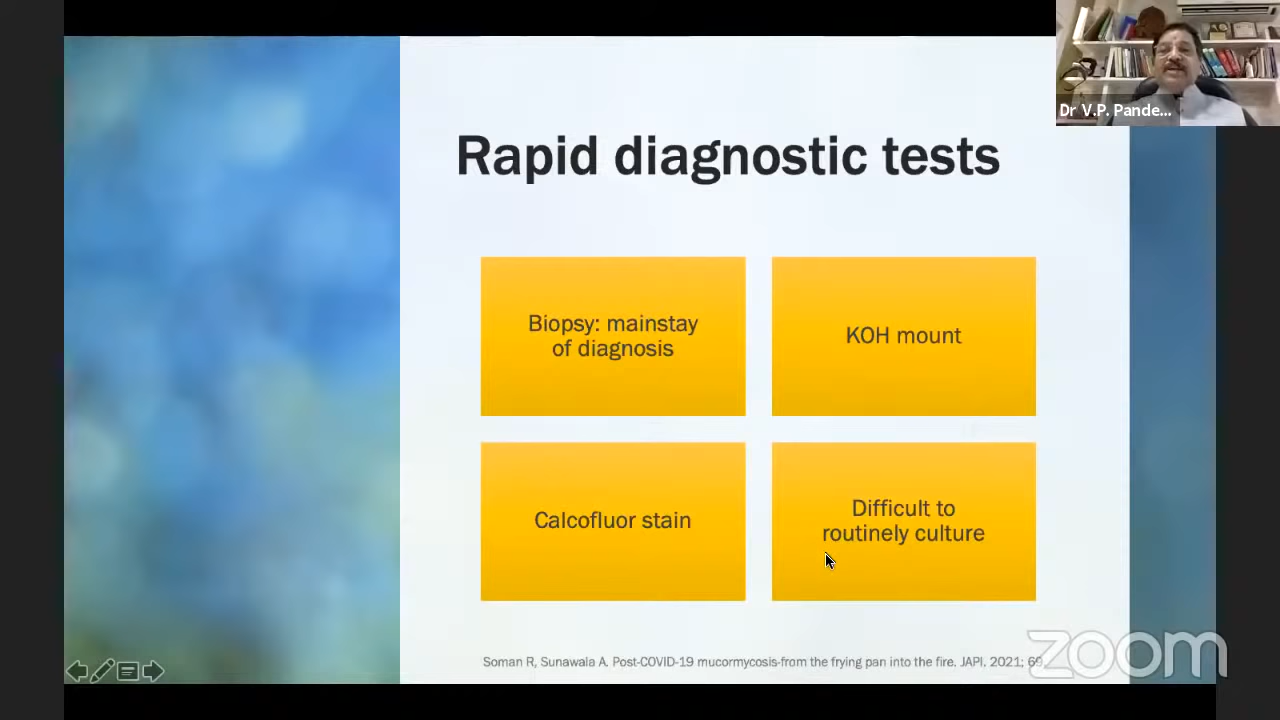 Dr V.P. Pande...
Rapid diagnostic tests
Biopsy: mainstay
of diagnosis
KOH mount
Calcofluor stain
Difficult to
routinely culture
Soman R, Sunawala A. Post-COVID-19 mucormycosis-from the frying pan into the fire. JAPI. 2021; 69
zoom